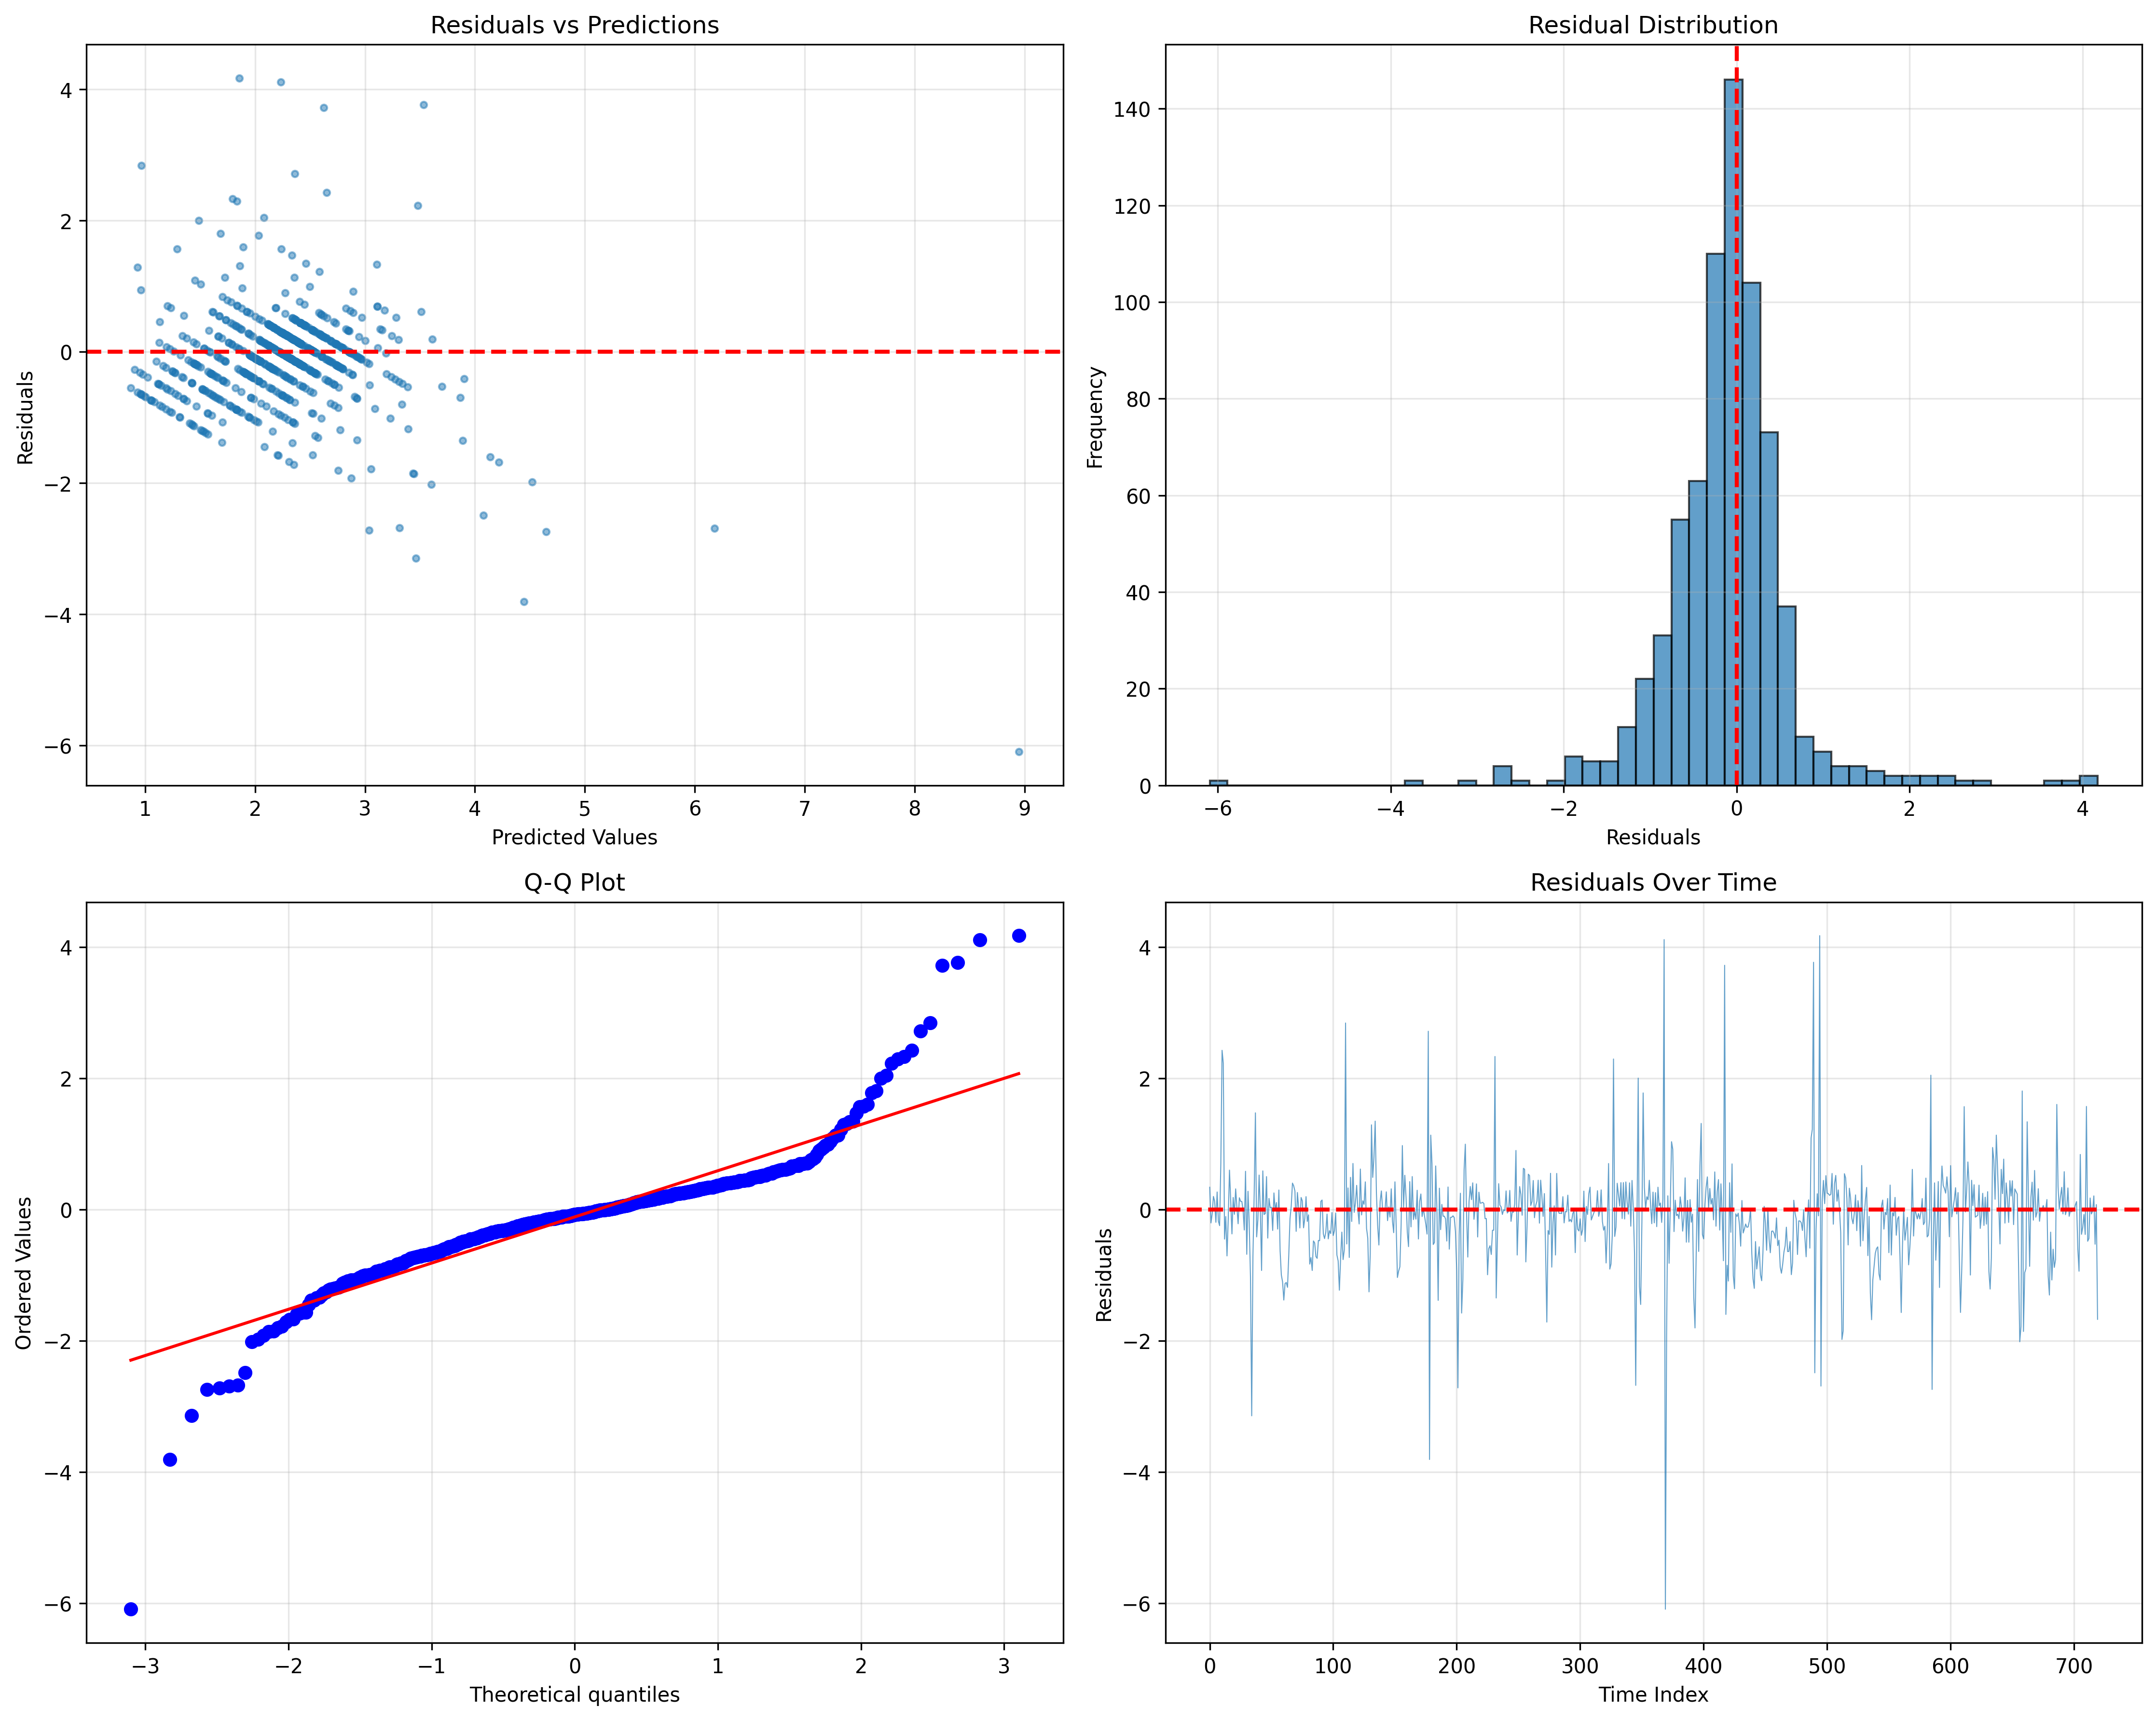 Residuals vs Predictions
4
2
0
−2
−4
−6
Residuals
1 2 3 4 5 6 7 8 9
Predicted Values
Residual Distribution
140
120
100
80
60
40
20
0
Frequency
−6 −4 −2 0 2 4
Residuals
Q-Q Plot
4
2
0
−2
−4
−6
Ordered Values
−3 −2 −1 0 1 2 3
Theoretical quantiles
Residuals Over Time
4
2
0
−2
−4
−6
Residuals
0 100 200 300 400 500 600 700
Time Index